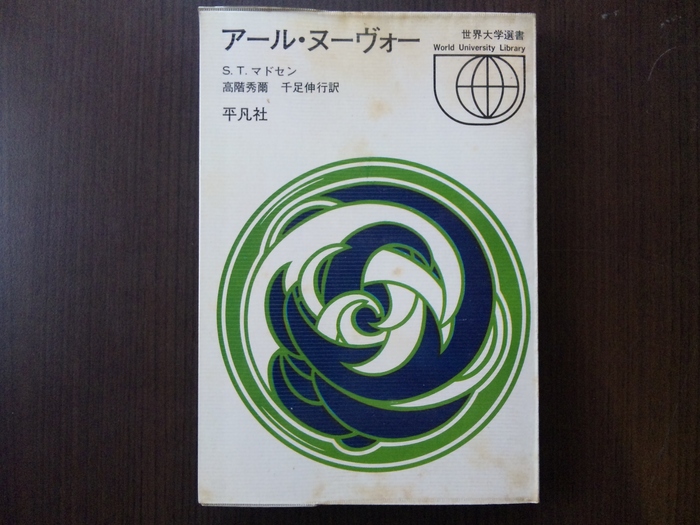 アール・ヌーヴォー
S. T. マドセン
高階秀爾　千足伸行訳
平凡社
世界大学選書
World University Library